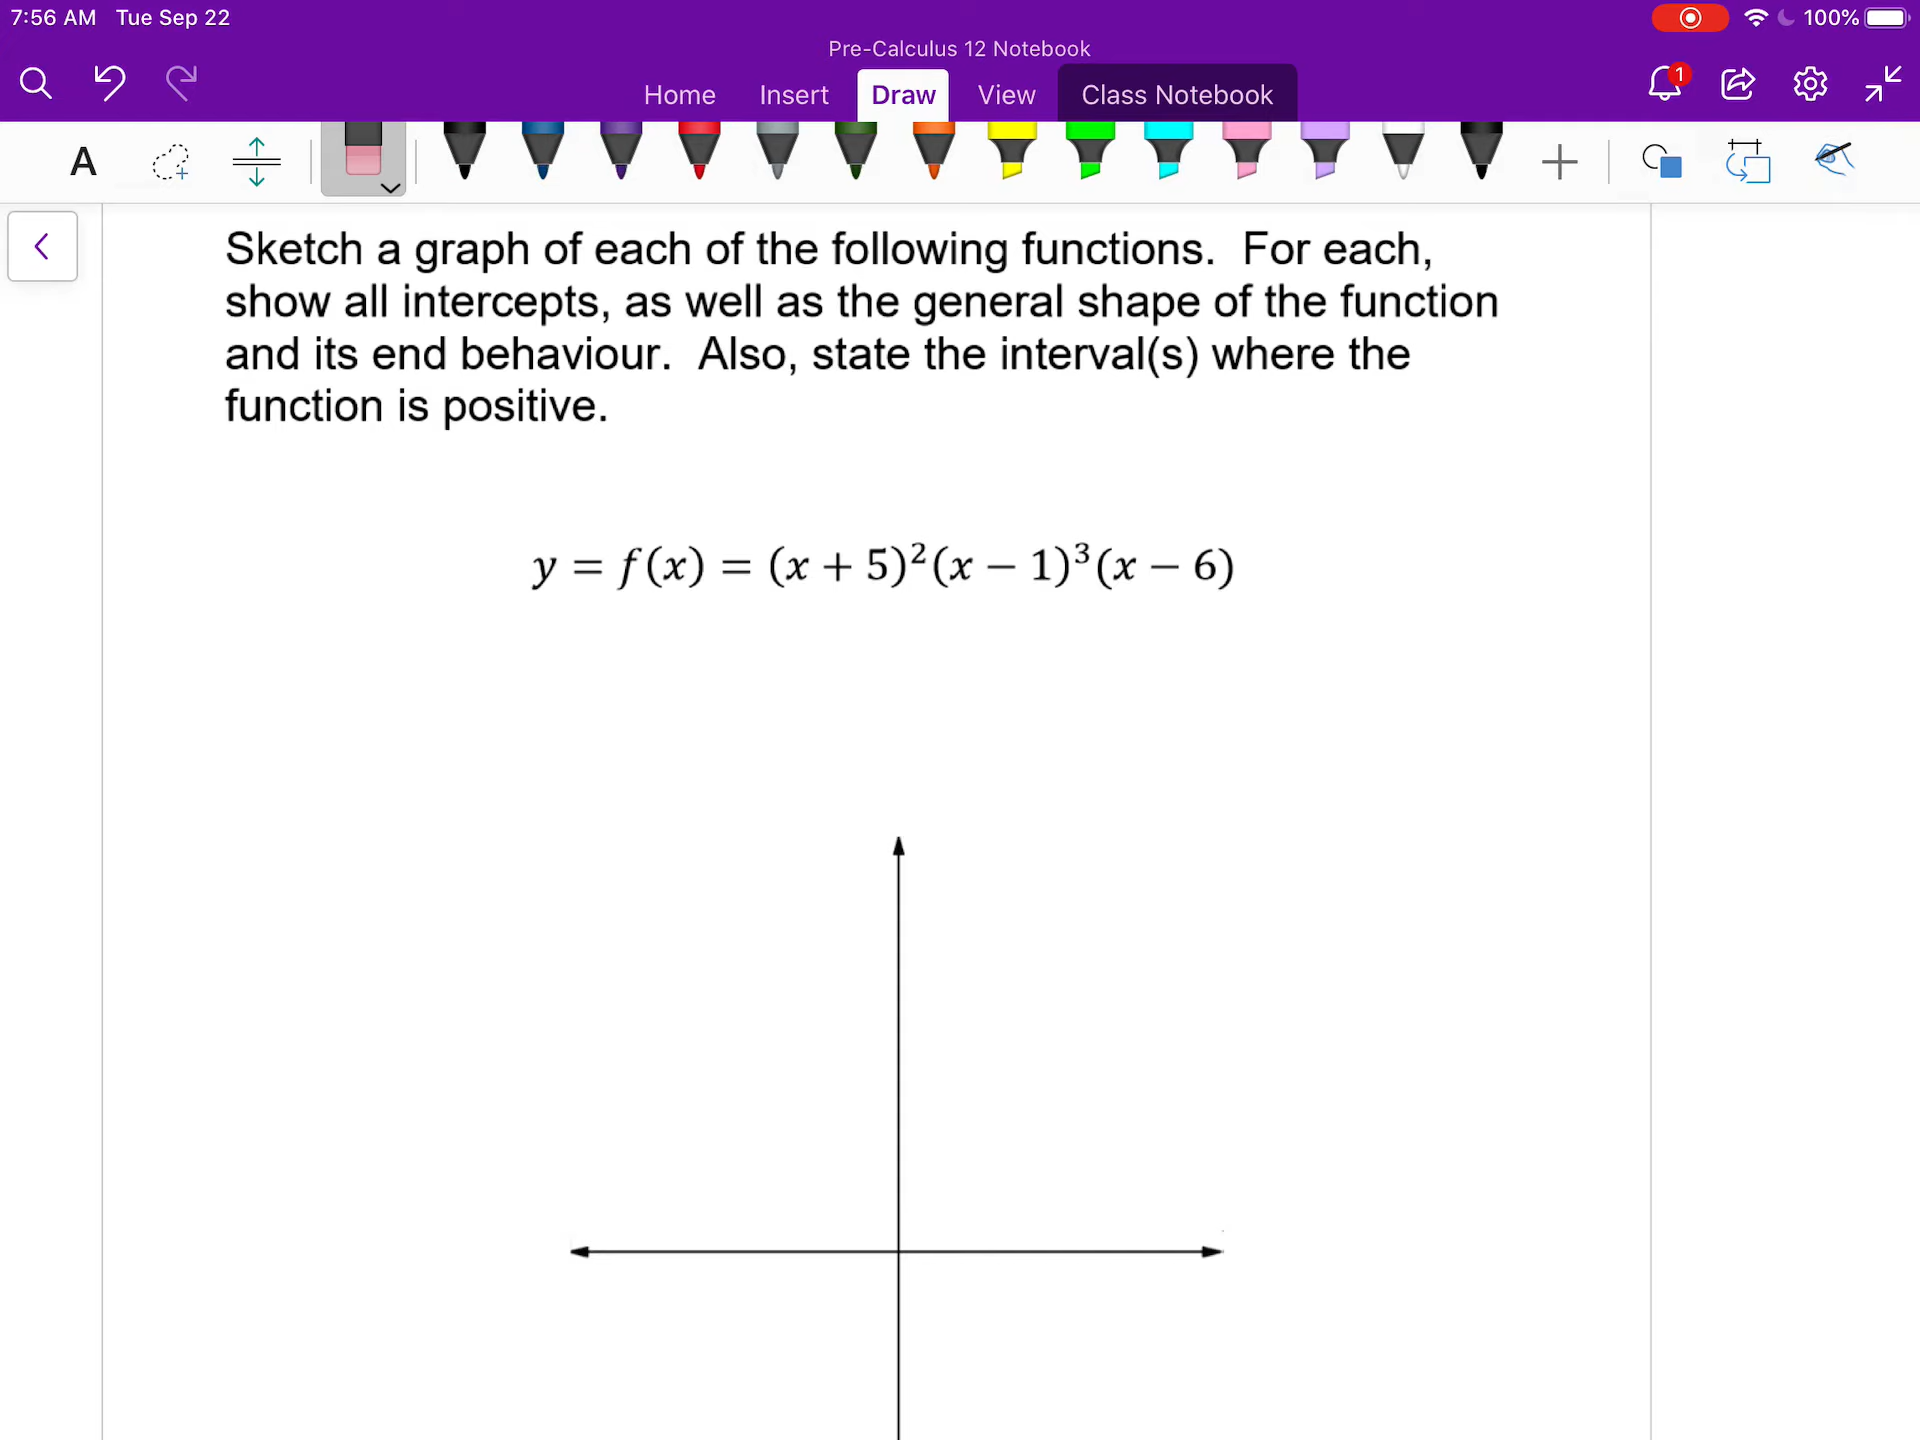 7:56 AM Tue Sep 22
100%
Pre-Calculus 12 Notebook
1
Home Insert Draw View Class Notebook
A
Sketch a graph of each of the following functions. For each,
show all intercepts, as well as the general shape of the function
and its end behaviour. Also, state the interval(s) where the
function is positive.
y = f(x) = (x + 5)²(x − 1)³(x − 6)